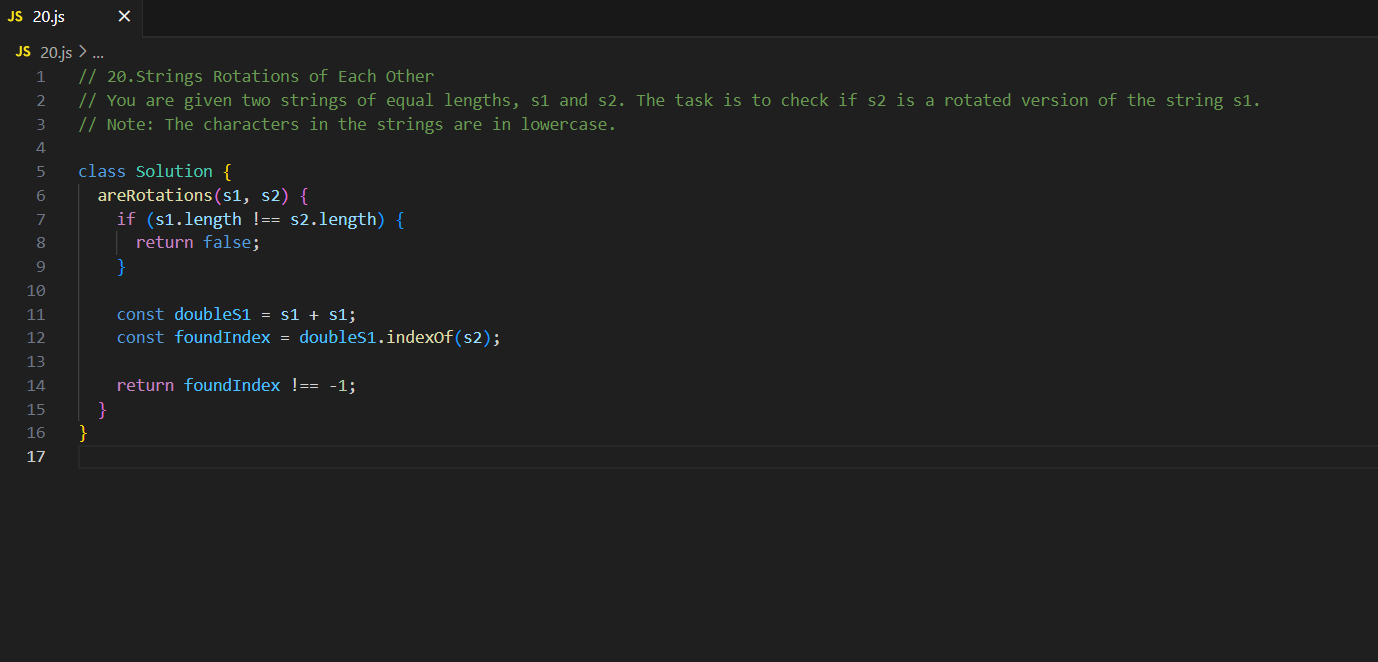 JS 20.js ×
JS 20.js > ...
1 // 20.Strings Rotations of Each Other
2 // You are given two strings of equal lengths, s1 and s2. The task is to check if s2 is a rotated version of the string s1.
3 // Note: The characters in the strings are in lowercase.
4
5 class Solution {
6   areRotations(s1, s2) {
7     if (s1.length !== s2.length) {
8       return false;
9     }
10
11     const doubleS1 = s1 + s1;
12     const foundIndex = doubleS1.indexOf(s2);
13
14     return foundIndex !== -1;
15   }
16 }
17